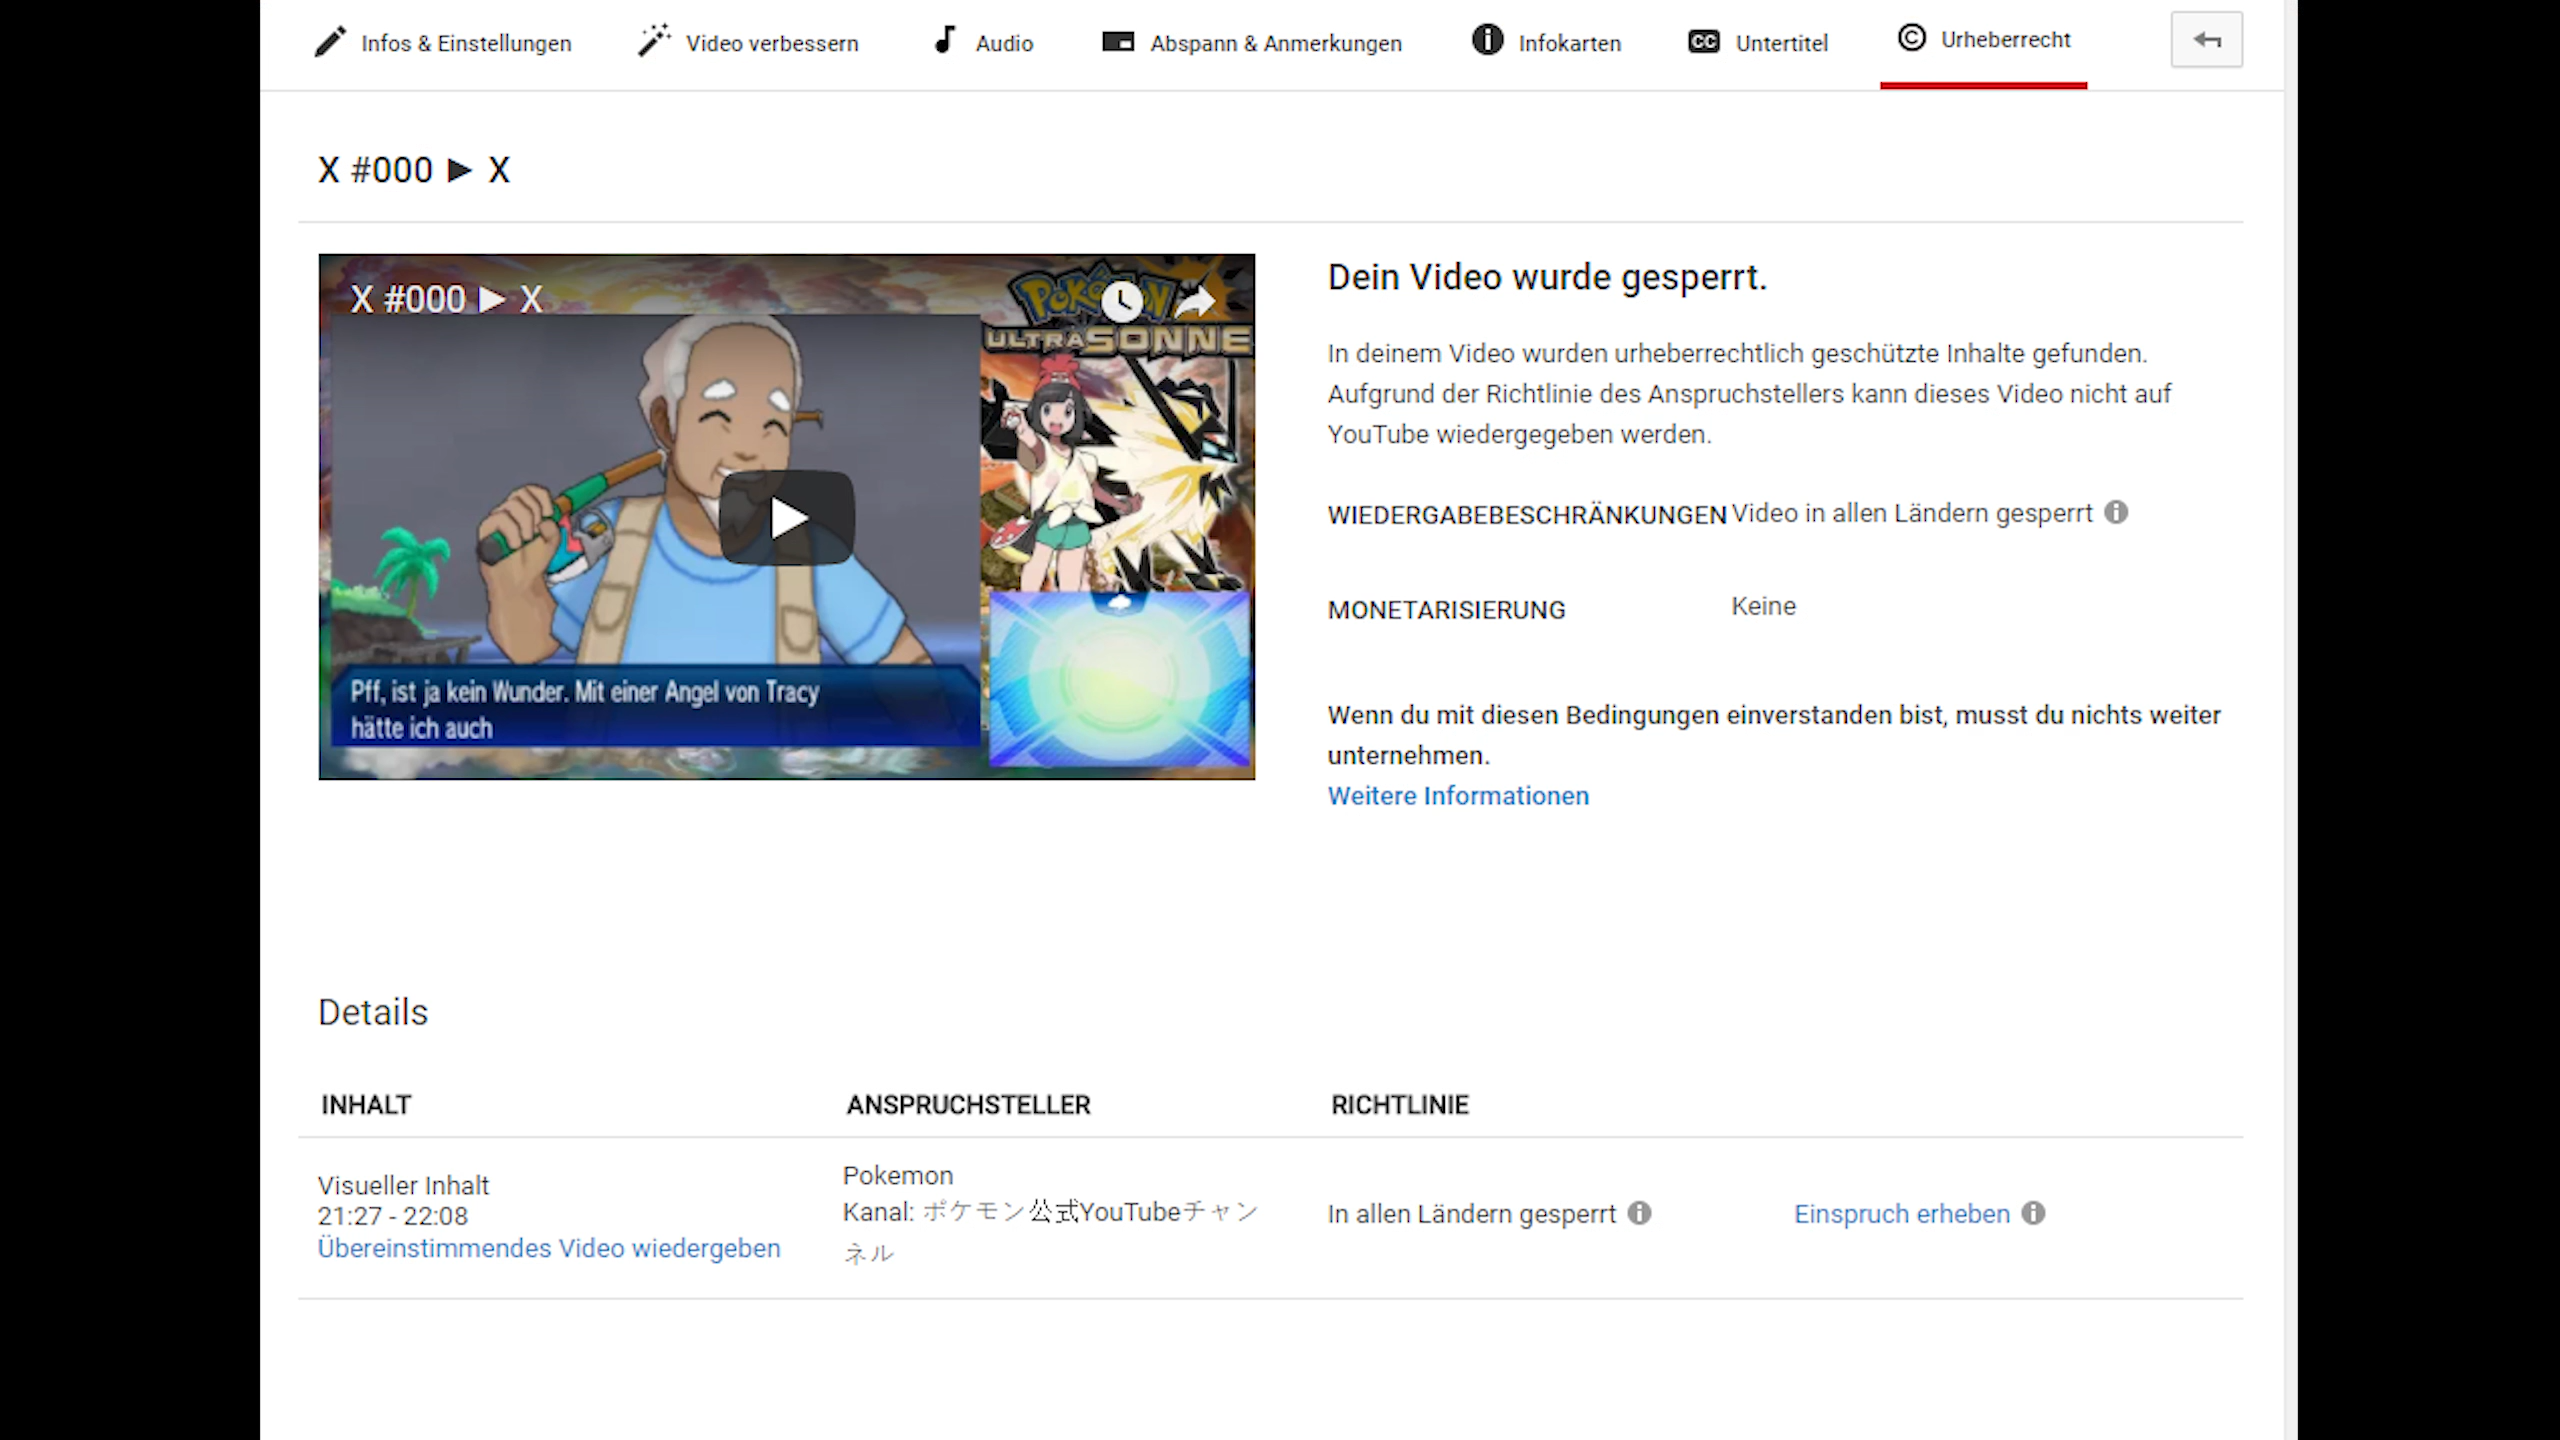 Infos & Einstellungen
Video verbessern
Audio
Abspann & Anmerkungen
Infokarten
CC Untertitel
© Urheberrecht
X #000 ► X
X #000 ► X
POKÉMON
ULTRASONNE
Pff, ist ja kein Wunder. Mit einer Angel von Tracy
hätte ich auch
Dein Video wurde gesperrt.
In deinem Video wurden urheberrechtlich geschützte Inhalte gefunden.
Aufgrund der Richtlinie des Anspruchstellers kann dieses Video nicht auf
YouTube wiedergegeben werden.
WIEDERGABEBESCHRÄNKUNGEN Video in allen Ländern gesperrt
MONETARISIERUNG Keine
Wenn du mit diesen Bedingungen einverstanden bist, musst du nichts weiter
unternehmen.
Weitere Informationen
Details
INHALT ANSPRUCHSTELLER RICHTLINIE
Visueller Inhalt
21:27 - 22:08
Übereinstimmendes Video wiedergeben
Pokemon
Kanal: ポケモン公式YouTubeチャン
ネル
In allen Ländern gesperrt
Einspruch erheben